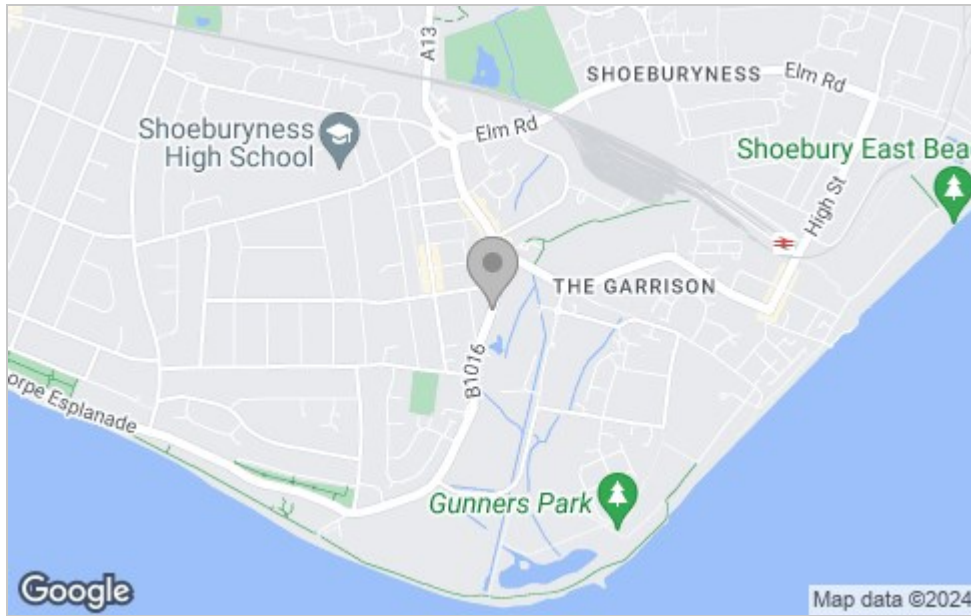 A13
SHOEBURYNESS
Elm Rd
Elm Rd
Shoeburyness
High School
Shoebury East Bea
High St
THE GARRISON
B1016
orpe Esplanade
Gunners Park
Google
Map data ©2024